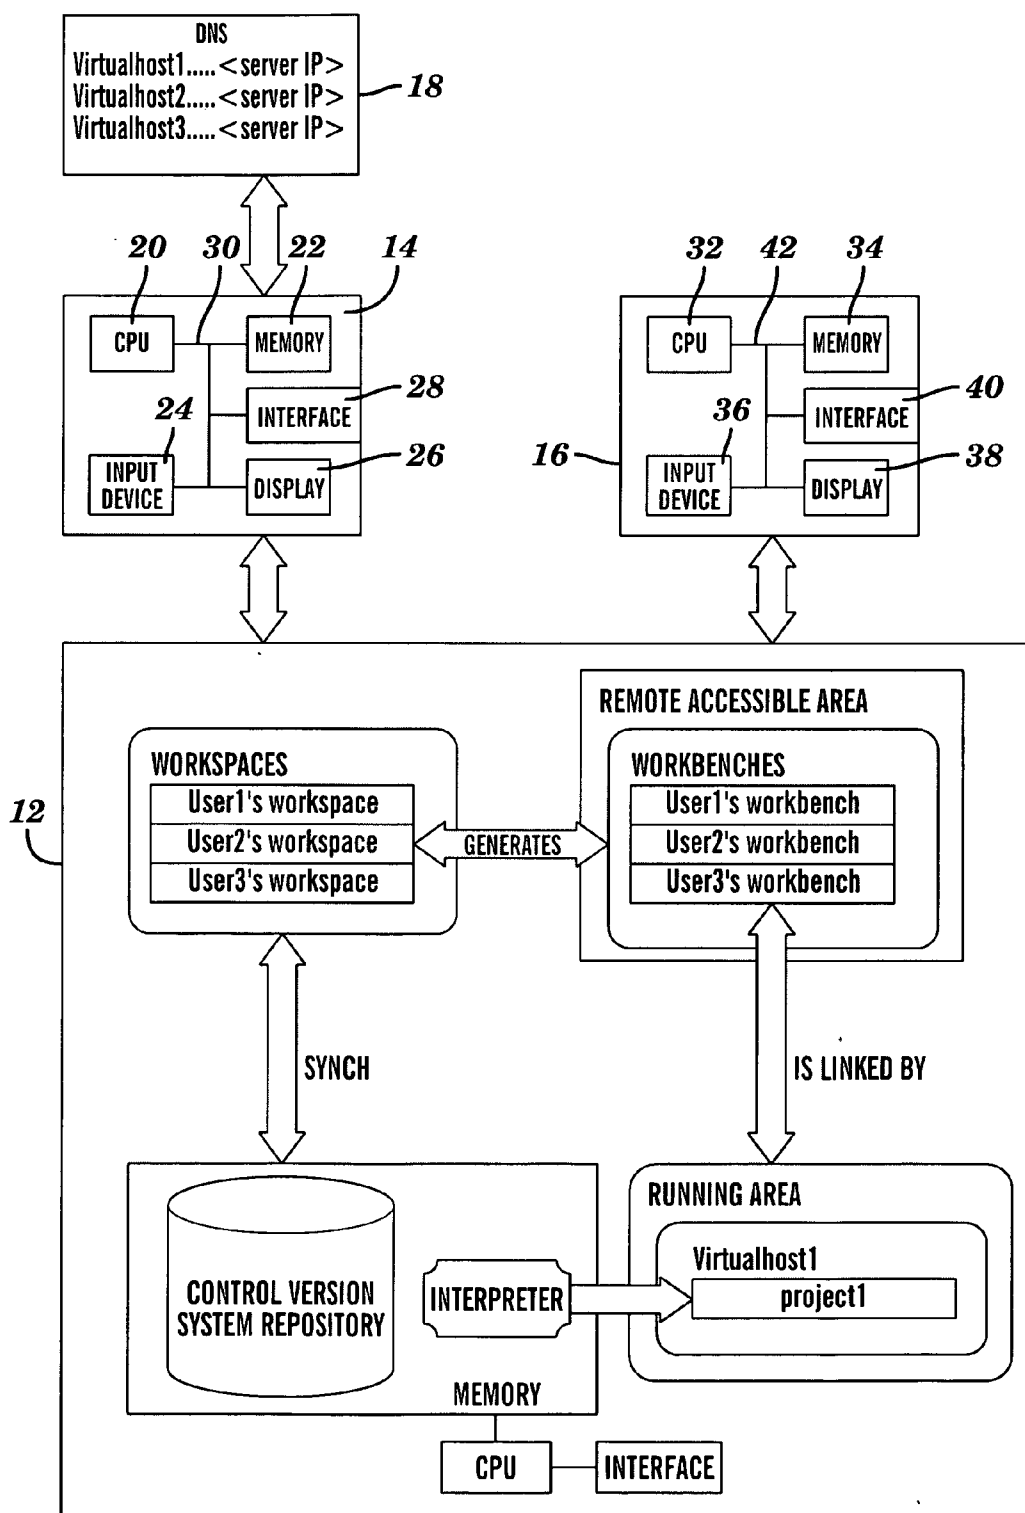 DNS
Virtualhost1.....<server IP>
Virtualhost2.....<server IP>
Virtualhost3.....<server IP>
18
20
30
22
14
32
42
34
CPU
MEMORY
CPU
MEMORY
28
40
INTERFACE
INTERFACE
24
36
26
16
38
INPUT
DEVICE
DISPLAY
INPUT
DEVICE
DISPLAY
REMOTE ACCESSIBLE AREA
WORKSPACES
User1's workspace
User2's workspace
User3's workspace
GENERATES
WORKBENCHES
User1's workbench
User2's workbench
User3's workbench
12
SYNCH
IS LINKED BY
CONTROL VERSION
SYSTEM REPOSITORY
INTERPRETER
MEMORY
RUNNING AREA
Virtualhost1
project1
CPU
INTERFACE